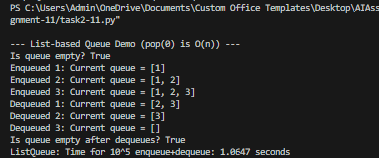 PS C:\Users\Admin\OneDrive\Documents\Custom Office Templates\Desktop\AIAss
gnment-11/task2-11.py"
--- List-based Queue Demo (pop(0) is O(n)) ---
Is queue empty? True
Enqueued 1: Current queue = [1]
Enqueued 2: Current queue = [1, 2]
Enqueued 3: Current queue = [1, 2, 3]
Dequeued 1: Current queue = [2, 3]
Dequeued 2: Current queue = [3]
Dequeued 3: Current queue = []
Is queue empty after dequeues? True
ListQueue: Time for 10^5 enqueue+dequeue: 1.0647 seconds